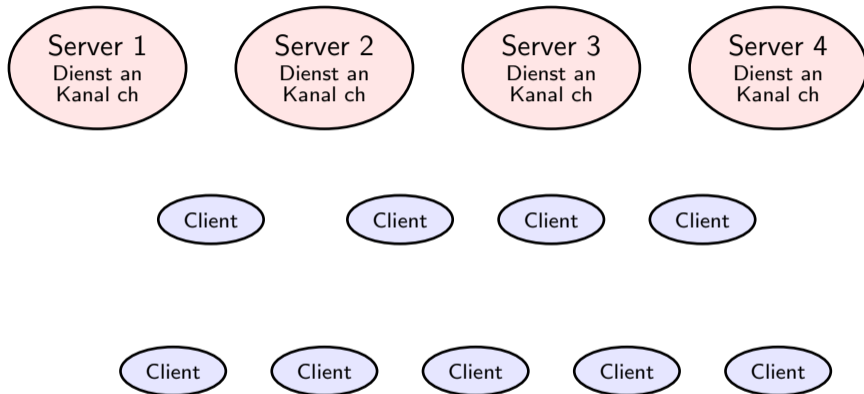 Server 1
Dienst an
Kanal ch
Server 2
Dienst an
Kanal ch
Server 3
Dienst an
Kanal ch
Server 4
Dienst an
Kanal ch
Client
Client
Client
Client
Client
Client
Client
Client
Client